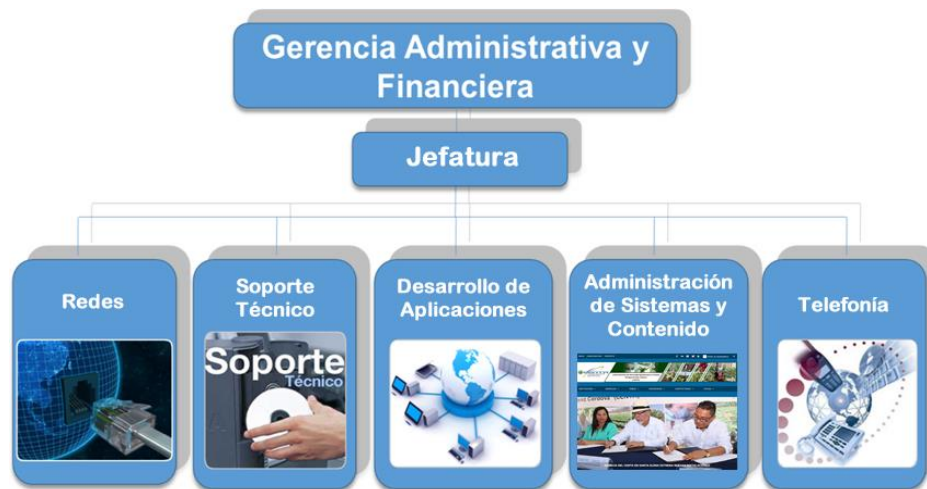 Gerencia Administrativa y
Financiera
Jefatura
Redes
Soporte
Técnico
Desarrollo de
Aplicaciones
Administración
de Sistemas y
Contenido
Telefonía
Soporte
Técnico